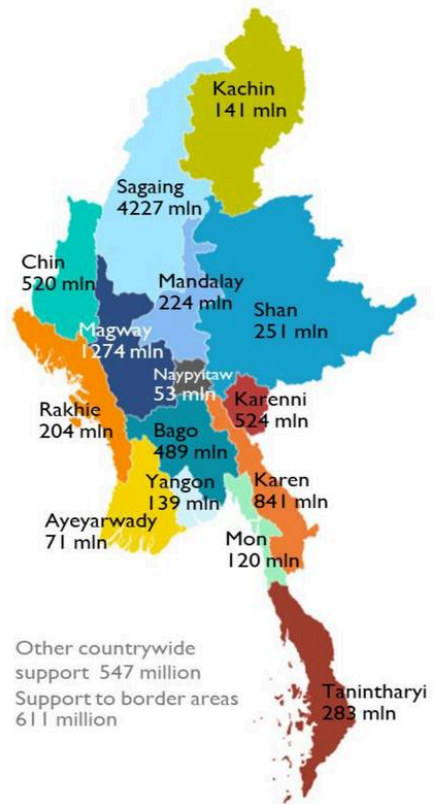 Kachin
141 mln
Sagaing
4227 mln
Chin
520 mln
Mandalay
224 mln
Shan
251 mln
Magway
1274 mln
Naypyitaw
53 mln
Karenni
524 mln
Rakhie
204 mln
Bago
489 mln
Karen
841 mln
Yangon
139 mln
Ayeyarwady
71 mln
Mon
120 mln
Other countrywide
support 547 million
Support to border areas
611 million
Tanintharyi
283 mln